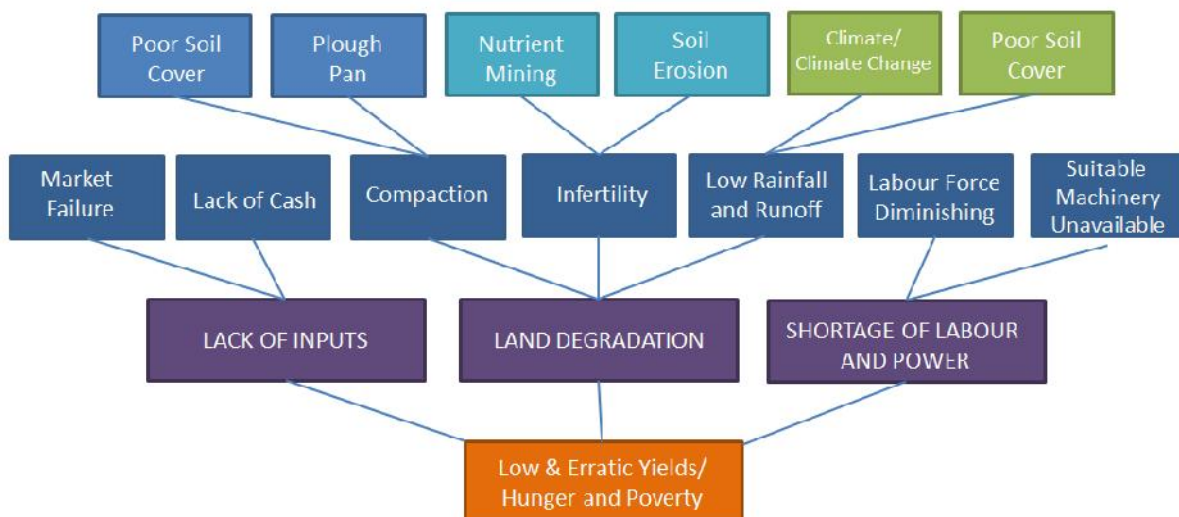 Poor Soil
Cover
Plough
Pan
Nutrient
Mining
Soil
Erosion
Climate/
Climate Change
Poor Soil
Cover
Market
Failure
Lack of Cash
Compaction
Infertility
Low Rainfall
and Runoff
Labour Force
Diminishing
Suitable
Machinery
Unavailable
LACK OF INPUTS
LAND DEGRADATION
SHORTAGE OF LABOUR
AND POWER
Low & Erratic Yields/
Hunger and Poverty